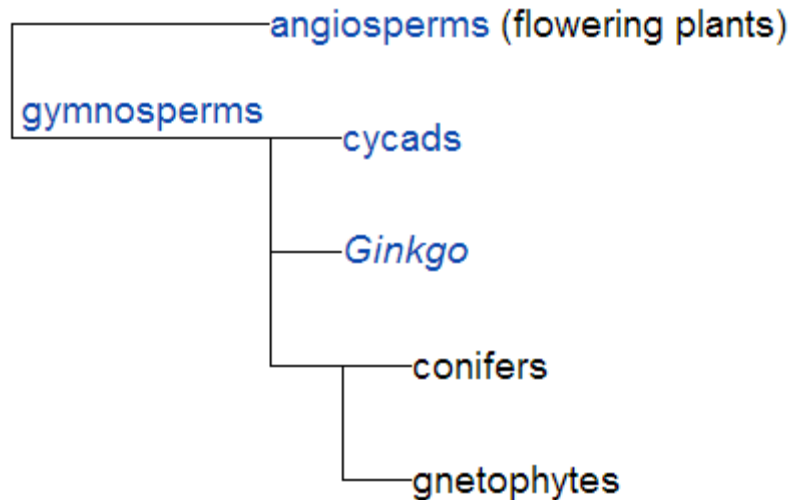 angiosperms (flowering plants)
gymnosperms
cycads
Ginkgo
conifers
gnetophytes